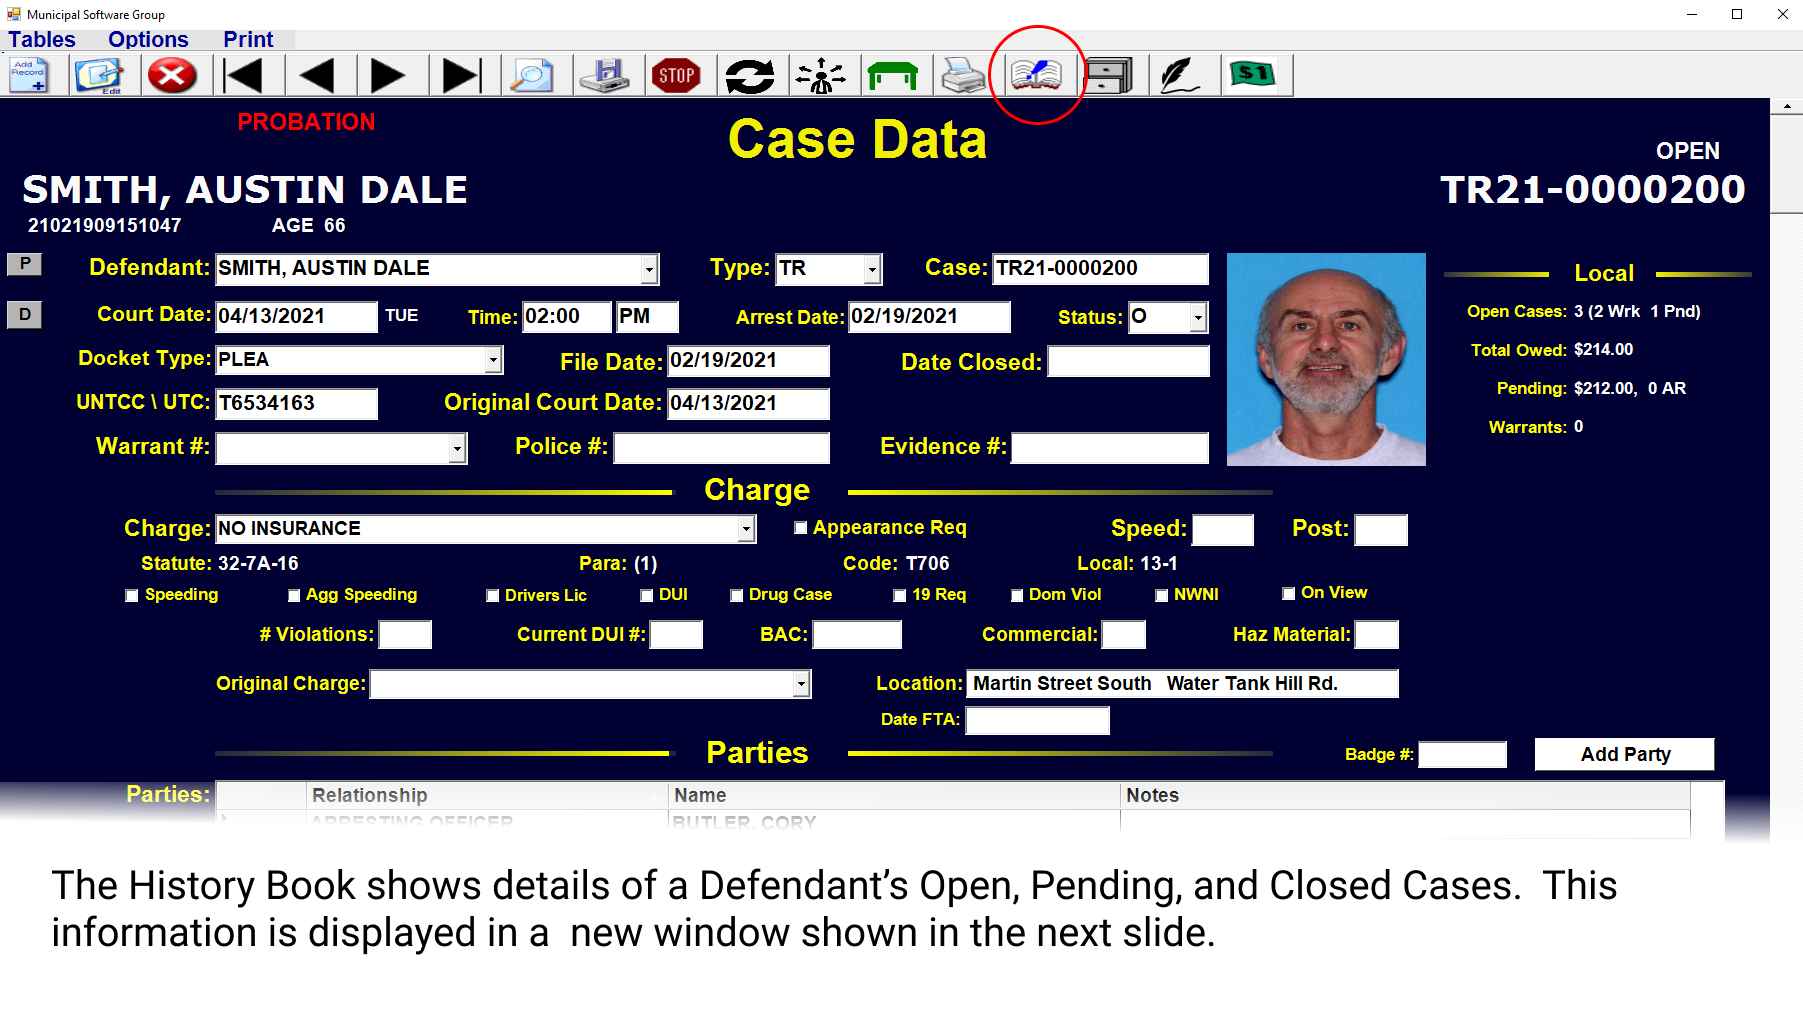 Municipal Software Group
Tables Options Print
Add Record Edit STOP $1
PROBATION
Case Data
OPEN
SMITH, AUSTIN DALE
TR21-0000200
21021909151047 AGE 66
P Defendant: SMITH, AUSTIN DALE Type: TR Case: TR21-0000200
Local
D Court Date: 04/13/2021 TUE Time: 02:00 PM Arrest Date: 02/19/2021 Status: O
Open Cases: 3 (2 Wrk 1 Pnd)
Docket Type: PLEA File Date: 02/19/2021 Date Closed:
Total Owed: $214.00
UNTCC \ UTC: T6534163 Original Court Date: 04/13/2021
Pending: $212.00, 0 AR
Warrant #: Police #: Evidence #:
Warrants: 0
Charge
Charge: NO INSURANCE Appearance Req Speed: Post:
Statute: 32-7A-16 Para: (1) Code: T706 Local: 13-1
Speeding Agg Speeding Drivers Lic DUI Drug Case 19 Req Dom Viol NWNI On View
# Violations: Current DUI #: BAC: Commercial: Haz Material:
Original Charge: Location: Martin Street South Water Tank Hill Rd.
Date FTA:
Parties
Badge #: Add Party
Parties: Relationship Name Notes
ARRESTING OFFICER BUTLER, CORY
The History Book shows details of a Defendant’s Open, Pending, and Closed Cases. This
information is displayed in a new window shown in the next slide.